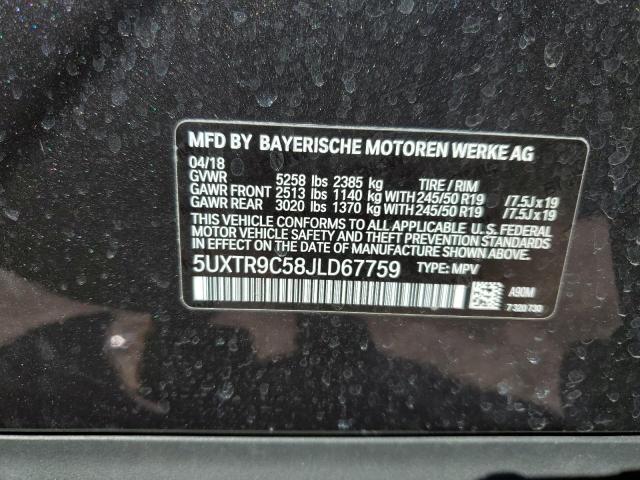 MFD BY BAYERISCHE MOTOREN WERKE AG
04/18
GVWR 5258 lbs 2385 kg TIRE / RIM
GAWR FRONT 2513 lbs 1140 kg WITH 245/50 R19 /7.5J x 19
GAWR REAR 3020 lbs 1370 kg WITH 245/50 R19 /7.5J x 19
THIS VEHICLE CONFORMS TO ALL APPLICABLE U.S. FEDERAL
MOTOR VEHICLE SAFETY AND THEFT PREVENTION STANDARDS
IN EFFECT ON THE DATE OF MANUFACTURE SHOWN ABOVE.
5UXTR9C58JLD67759 TYPE: MPV
A90M
7 320 730